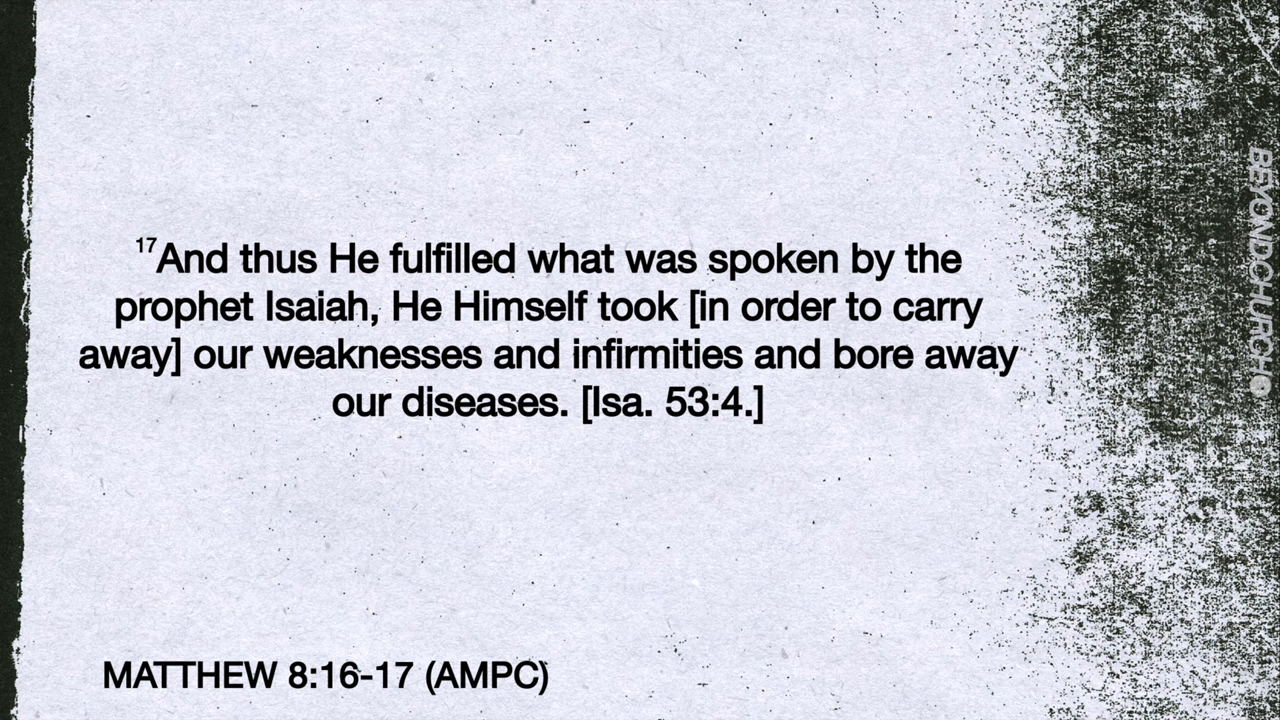 17And thus He fulfilled what was spoken by the
prophet Isaiah, He Himself took [in order to carry
away] our weaknesses and infirmities and bore away
our diseases. [Isa. 53:4.]
MATTHEW 8:16-17 (AMPC)
BEYONDCHURCH